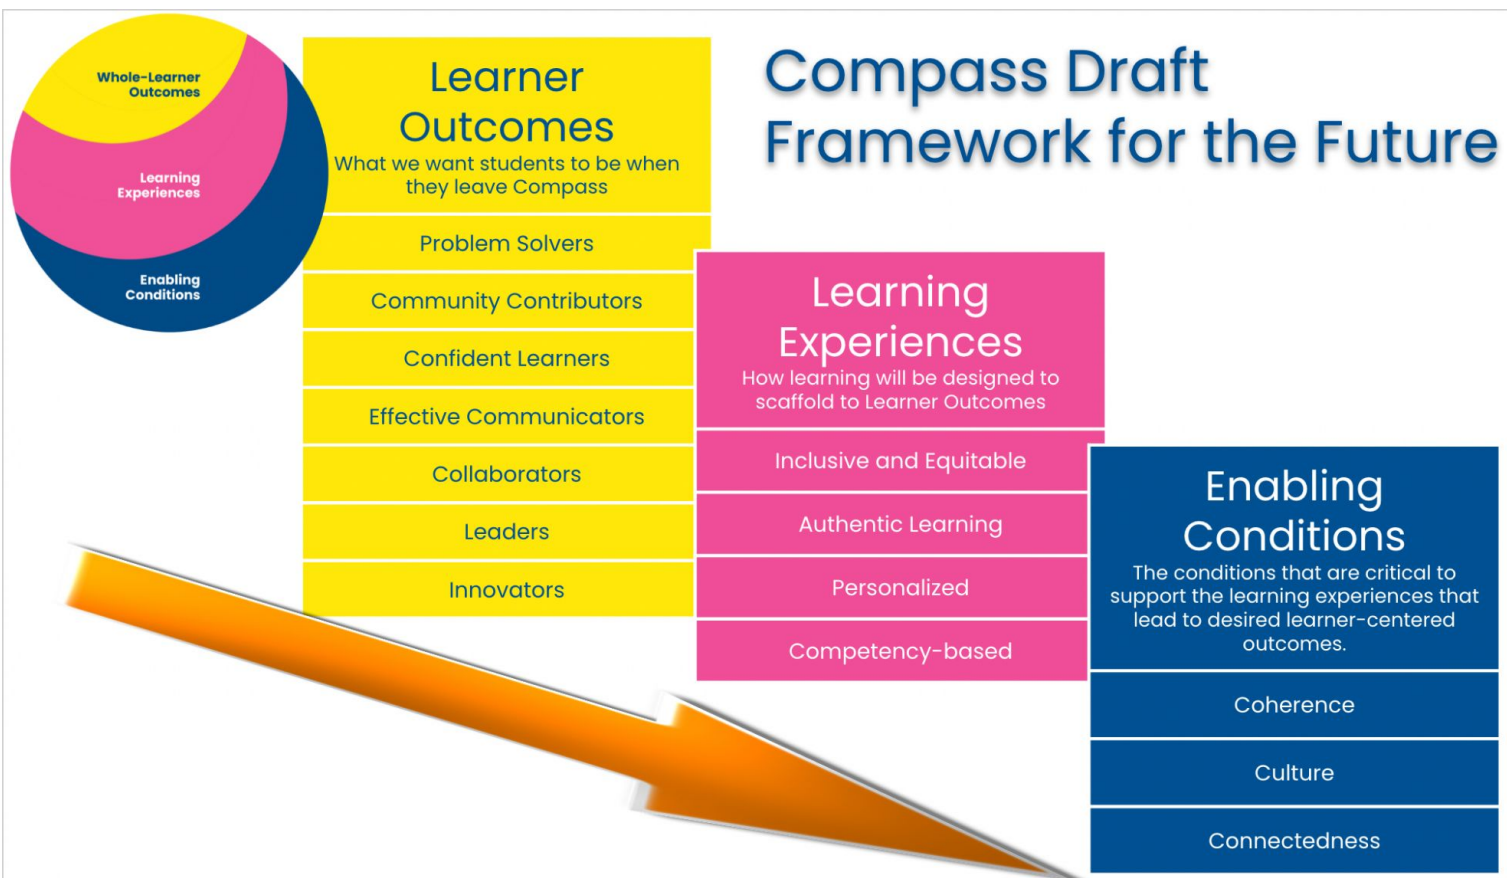 Whole-Learner
Outcomes
Learning
Experiences
Enabling
Conditions
Learner
Outcomes
What we want students to be when
they leave Compass
Problem Solvers
Community Contributors
Confident Learners
Effective Communicators
Collaborators
Leaders
Innovators
Compass Draft
Framework for the Future
Learning
Experiences
How learning will be designed to
scaffold to Learner Outcomes
Inclusive and Equitable
Authentic Learning
Personalized
Competency-based
Enabling
Conditions
The conditions that are critical to
support the learning experiences that
lead to desired learner-centered
outcomes.
Coherence
Culture
Connectedness